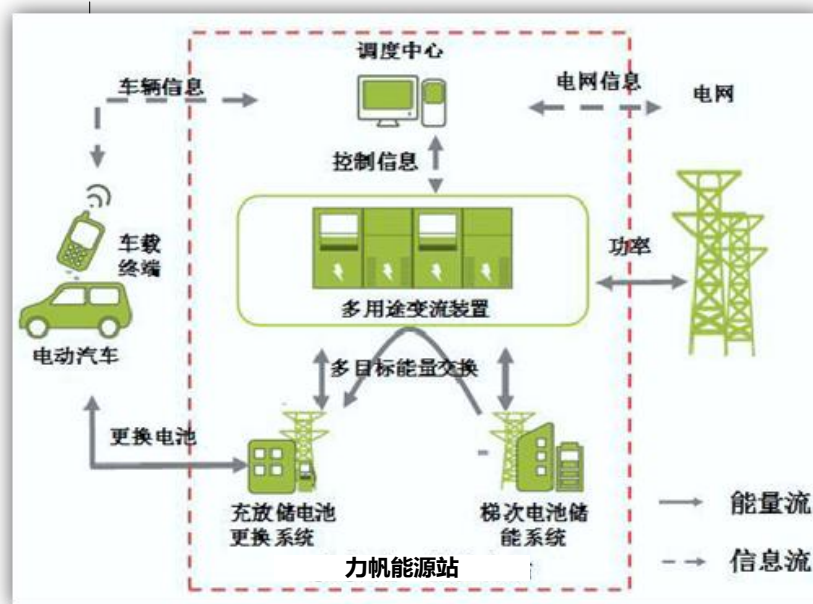 调度中心
车辆信息
电网信息
电网
控制信息
车载
终端
功率
多用途变流装置
电动汽车
多目标能量交换
更换电池
充放储电池
更换系统
梯次电池储
能系统
能量流
信息流
力帆能源站